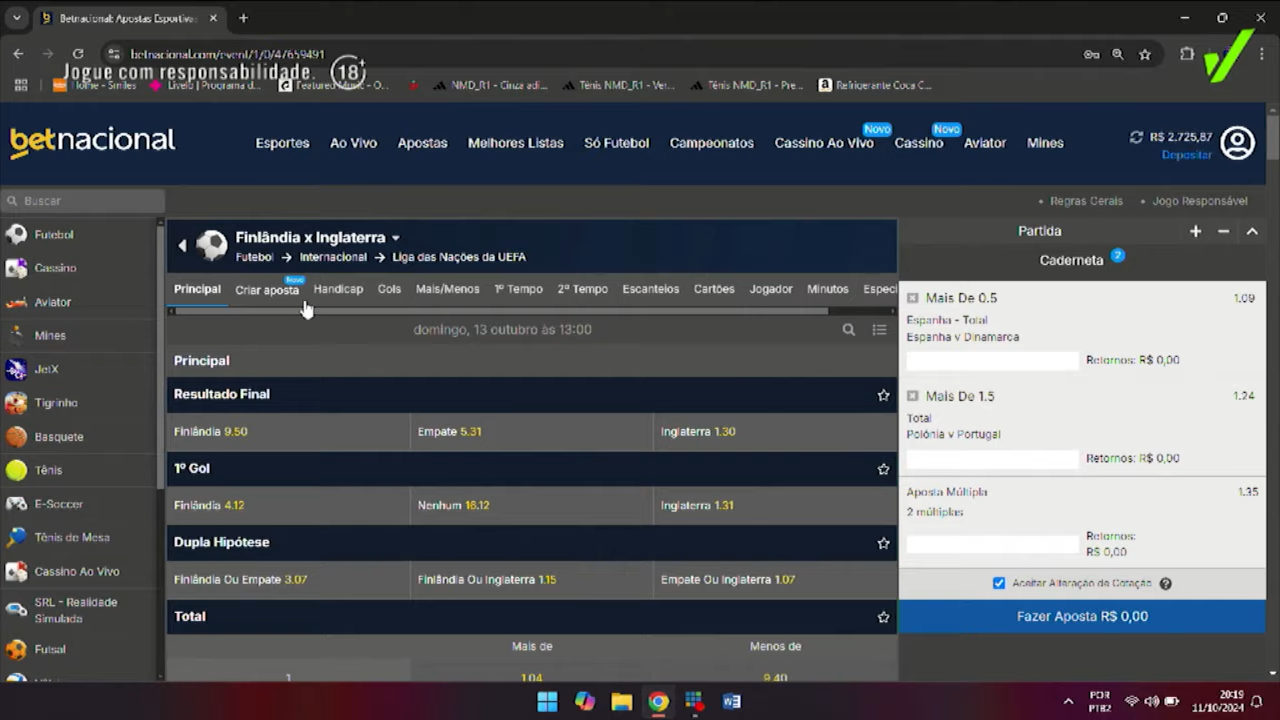 Betnacional: Apostas Esportiva
betnacional.com/event/1/0/47659491
Jogue com responsabilidade. 18+
Home - Smiles
Livelo | Programa d...
Featured Music - O...
NMD_R1 - Cinza adi...
Tênis NMD_R1 - Ver...
Tênis NMD_R1 - Pre...
Refrigerante Coca C...
betnacional
Esportes
Ao Vivo
Apostas
Melhores Listas
Só Futebol
Campeonatos
Cassino Ao Vivo
Novo
Cassino
Novo
Aviator
Mines
R$ 2.725,87
Depositar
Buscar
Regras Gerais
Jogo Responsável
Futebol
Cassino
Aviator
Mines
JetX
Tigrinho
Basquete
Tênis
E-Soccer
Tênis de Mesa
Cassino Ao Vivo
SRL - Realidade
Simulada
Futsal
Finlândia x Inglaterra
Futebol → Internacional → Liga das Nações da UEFA
Principal
Criar aposta
Novo
Handicap
Gols
Mais/Menos
1º Tempo
2º Tempo
Escanteios
Cartões
Jogador
Minutos
Especi
domingo, 13 outubro às 13:00
Principal
Resultado Final
Finlândia 9.50
Empate 5.31
Inglaterra 1.30
1º Gol
Finlândia 4.12
Nenhum 16.12
Inglaterra 1.31
Dupla Hipótese
Finlândia Ou Empate 3.07
Finlândia Ou Inglaterra 1.15
Empate Ou Inglaterra 1.07
Total
Mais de
Menos de
1
1.04
9.40
Partida
Caderneta 2
Mais De 0.5
1.09
Espanha - Total
Espanha v Dinamarca
Retornos: R$ 0,00
Mais De 1.5
1.24
Total
Polónia v Portugal
Retornos: R$ 0,00
Aposta Múltipla
1.35
2 múltiplas
Retornos:
R$ 0,00
Aceitar Alteração de Cotação
Fazer Aposta R$ 0,00
POR
PTB2
20:19
11/10/2024